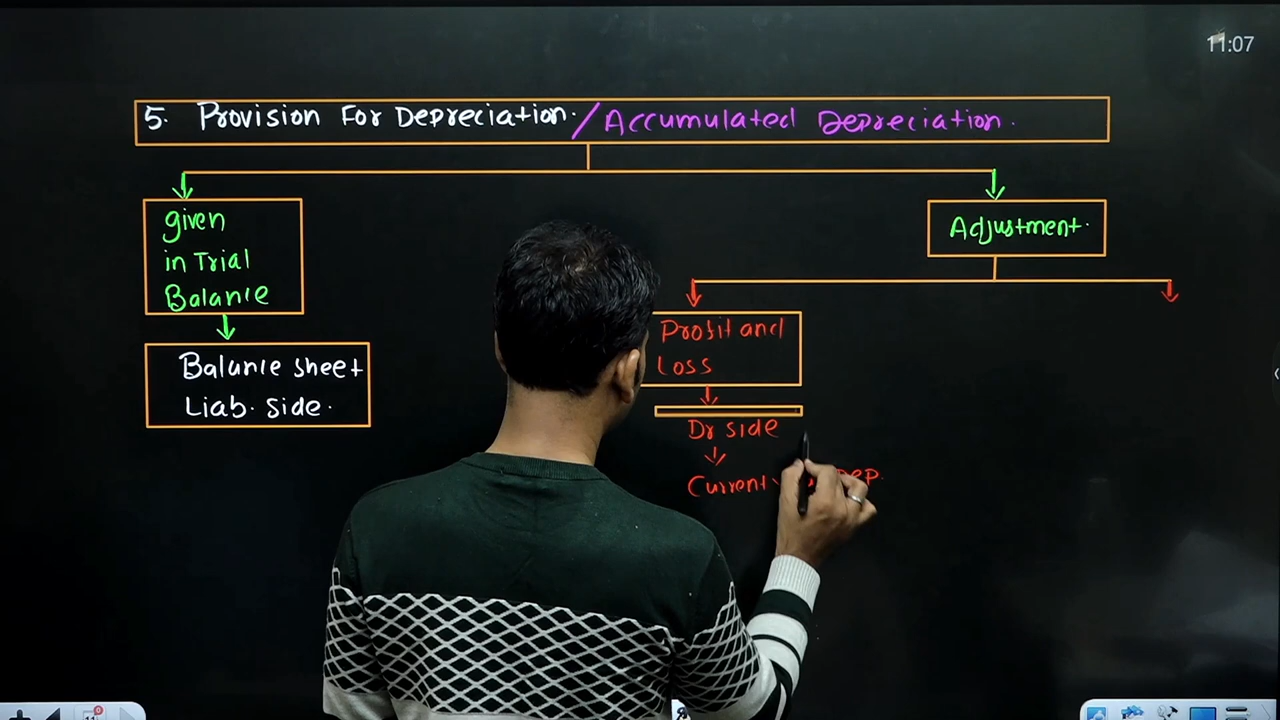 11:07
5. Provision For Depreciation. / Accumulated Depreciation.
given
in Trial
Balance
Adjustment.
Profit and
Loss
Balance sheet
Liab. side.
Dr side
Current Dep.